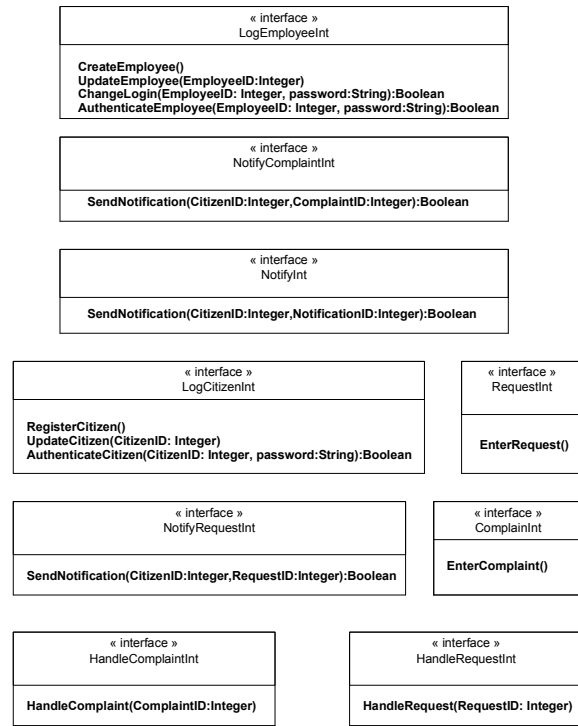 « interface »
LogEmployeeInt
CreateEmployee()
UpdateEmployee(EmployeeID:Integer)
ChangeLogin(EmployeeID: Integer, password:String):Boolean
AuthenticateEmployee(EmployeeID: Integer, password:String):Boolean
« interface »
NotifyComplaintInt
SendNotification(CitizenID:Integer,ComplaintID:Integer):Boolean
« interface »
NotifyInt
SendNotification(CitizenID:Integer,NotificationID:Integer):Boolean
« interface »
LogCitizenInt
RegisterCitizen()
UpdateCitizen(CitizenID: Integer)
AuthenticateCitizen(CitizenID: Integer, password:String):Boolean
« interface »
RequestInt
EnterRequest()
« interface »
NotifyRequestInt
SendNotification(CitizenID:Integer,RequestID:Integer):Boolean
« interface »
ComplainInt
EnterComplaint()
« interface »
HandleComplaintInt
HandleComplaint(ComplaintID:Integer)
« interface »
HandleRequestInt
HandleRequest(RequestID: Integer)